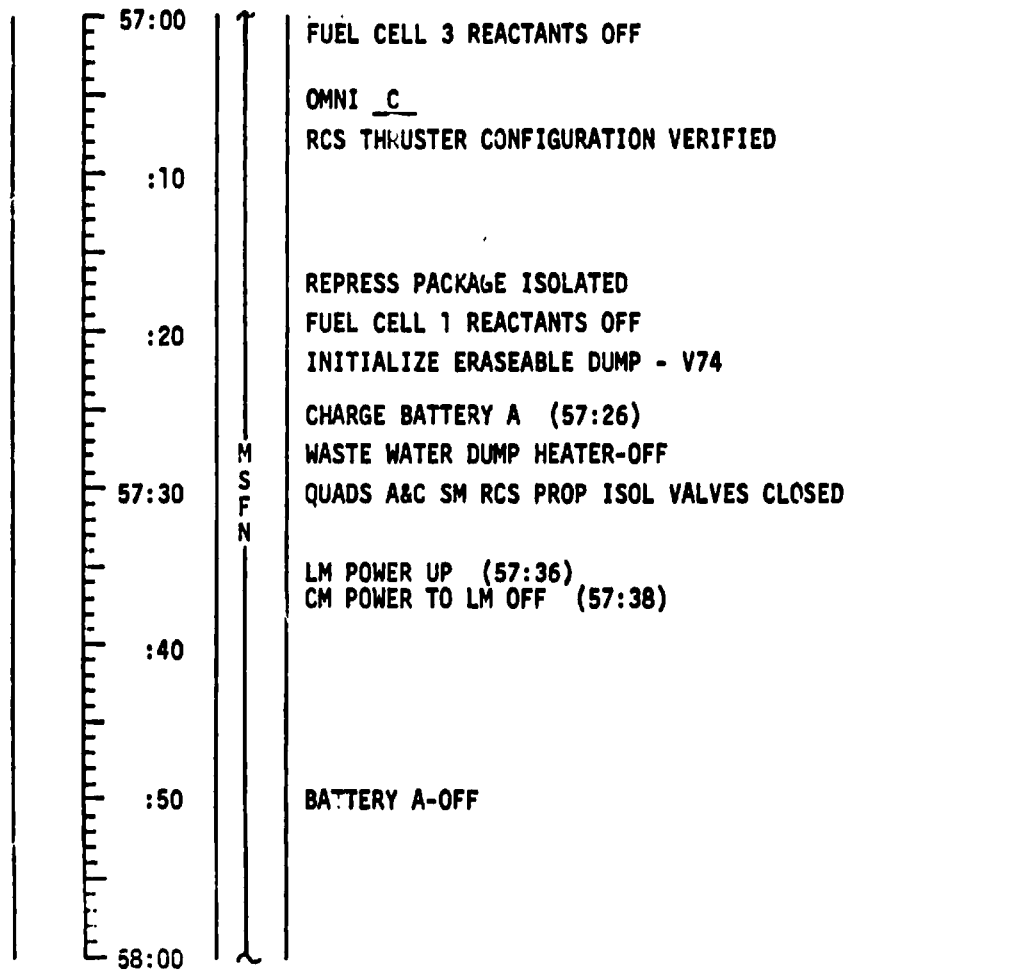 57:00
FUEL CELL 3 REACTANTS OFF
OMNI C
RCS THRUSTER CONFIGURATION VERIFIED
:10
REPRESS PACKAGE ISOLATED
FUEL CELL 1 REACTANTS OFF
:20
INITIALIZE ERASEABLE DUMP - V74
CHARGE BATTERY A (57:26)
MSFN
WASTE WATER DUMP HEATER-OFF
57:30
QUADS A&C SM RCS PROP ISOL VALVES CLOSED
LM POWER UP (57:36)
CM POWER TO LM OFF (57:38)
:40
:50
BATTERY A-OFF
58:00